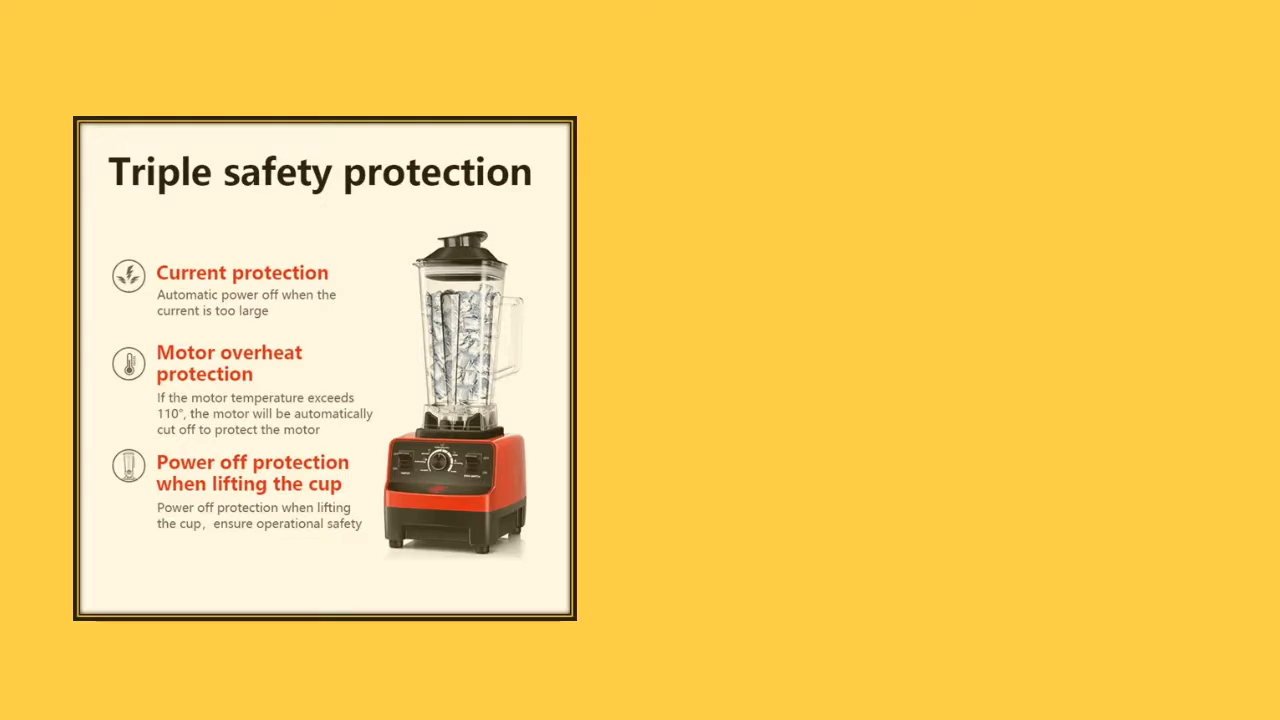 Triple safety protection
Current protection
Automatic power off when the
current is too large
Motor overheat
protection
If the motor temperature exceeds
110°, the motor will be automatically
cut off to protect the motor
Power off protection
when lifting the cup
Power off protection when lifting
the cup，ensure operational safety